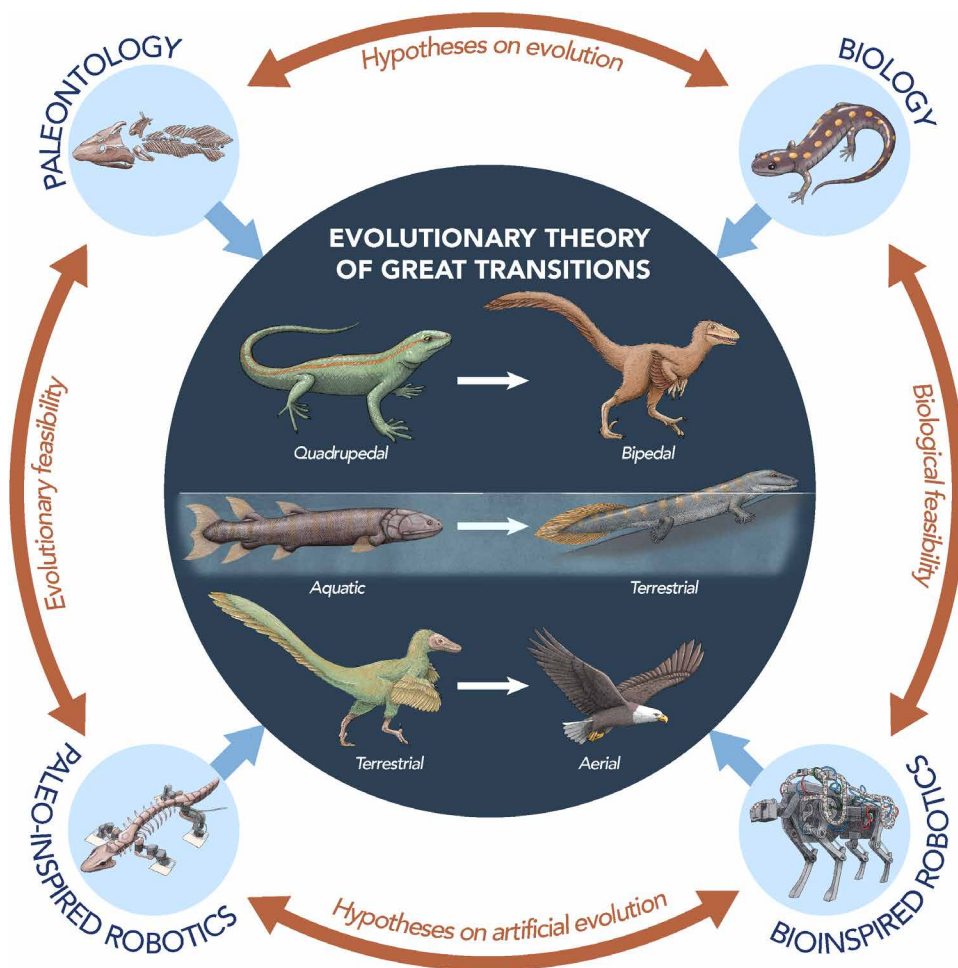 Hypotheses on evolution
PALEONTOLOGY
BIOLOGY
EVOLUTIONARY THEORY
OF GREAT TRANSITIONS
Quadrupedal
Bipedal
Evolutionary feasibility
Biological feasibility
Aquatic
Terrestrial
Terrestrial
Aerial
PALEO-INSPIRED ROBOTICS
BIOINSPIRED ROBOTICS
Hypotheses on artificial evolution